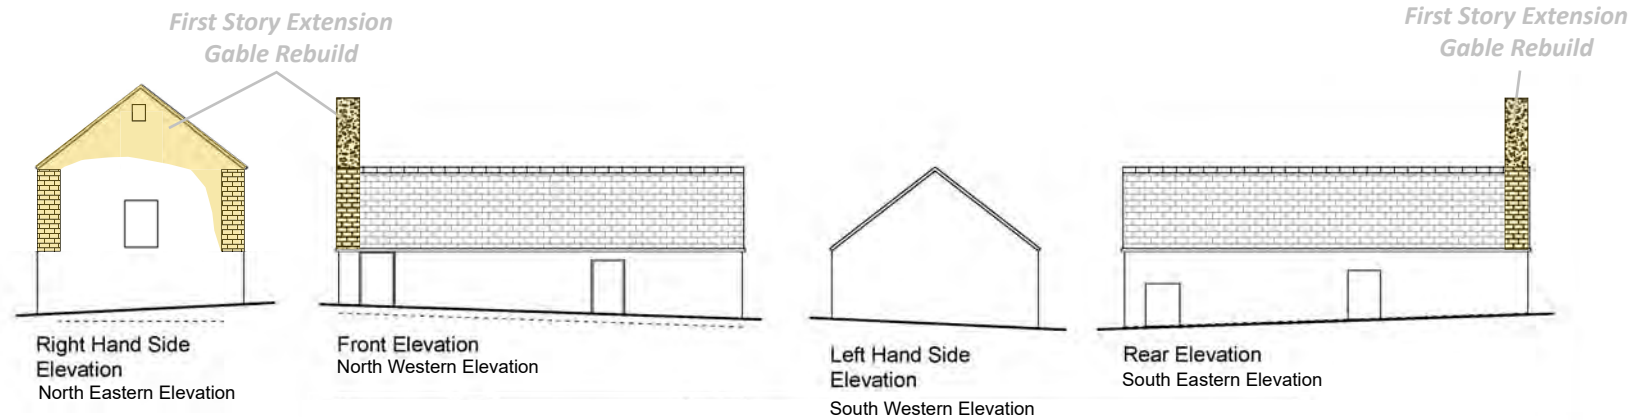 First Story Extension
Gable Rebuild
First Story Extension
Gable Rebuild
Right Hand Side
Elevation
North Eastern Elevation
Front Elevation
North Western Elevation
Left Hand Side
Elevation
South Western Elevation
Rear Elevation
South Eastern Elevation